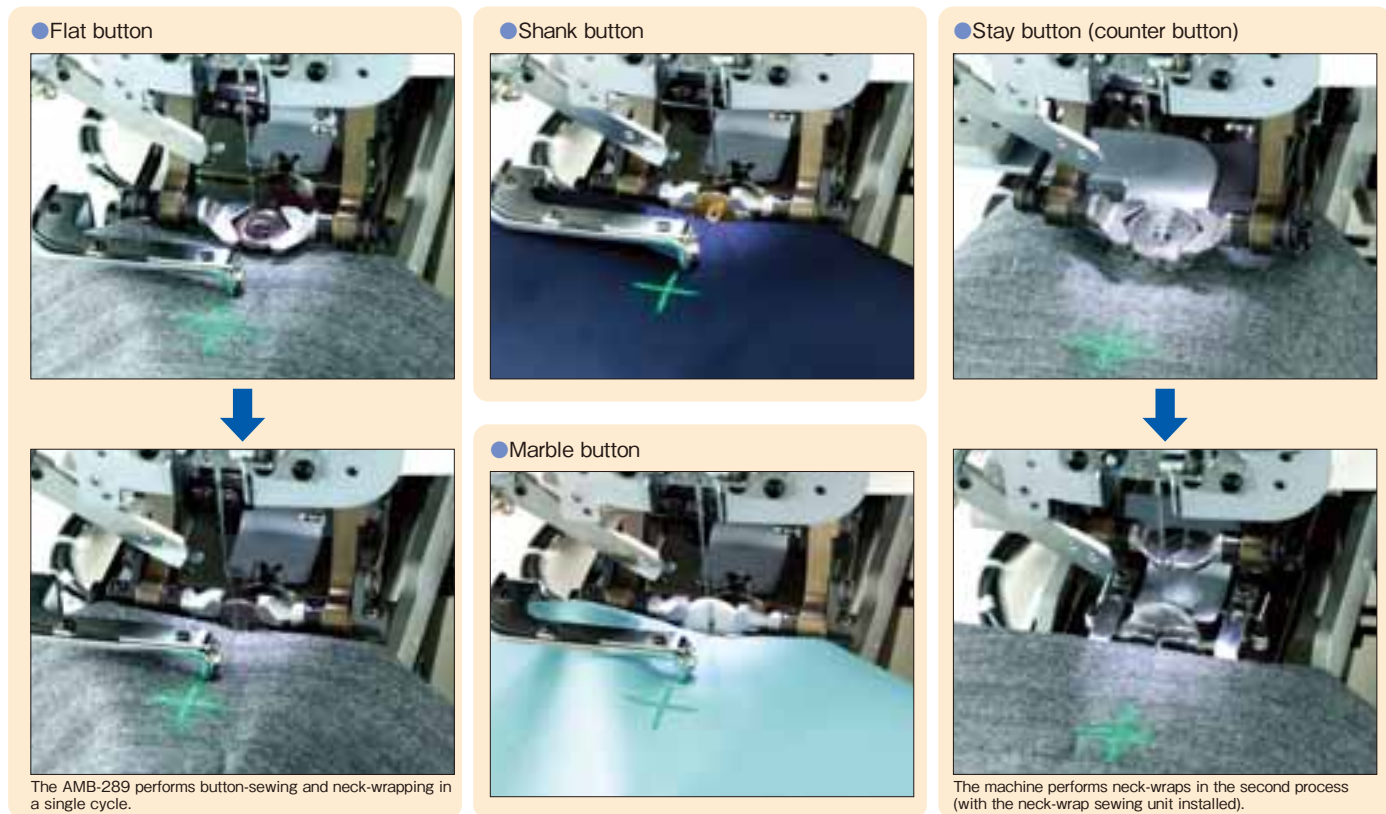 ●Flat button
The AMB-289 performs button-sewing and neck-wrapping in
a single cycle.
●Shank button
●Marble button
●Stay button (counter button)
The machine performs neck-wraps in the second process
(with the neck-wrap sewing unit installed).